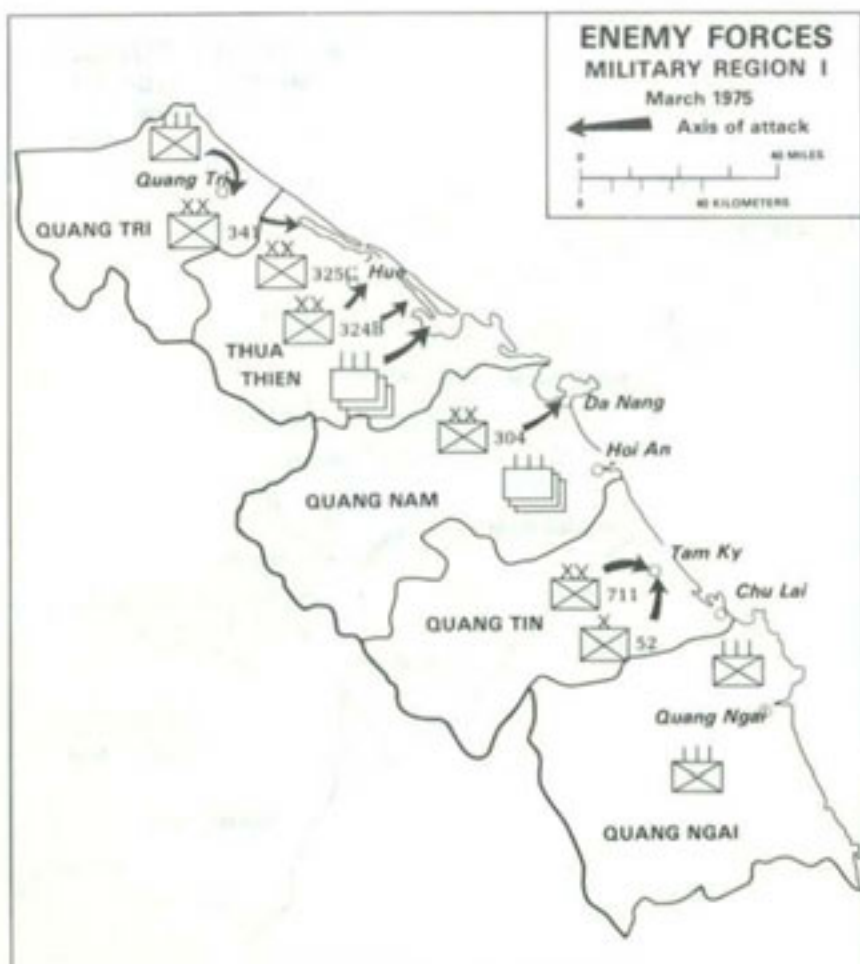 ENEMY FORCES
MILITARY REGION I
March 1975
Axis of attack
0 40 MILES
0 40 KILOMETERS
Quang Tri
QUANG TRI
341
325C
Hue
324B
THUA
THIEN
Da Nang
304
Hoi An
QUANG NAM
Tam Ky
711
Chu Lai
QUANG TIN
52
Quang Ngai
QUANG NGAI